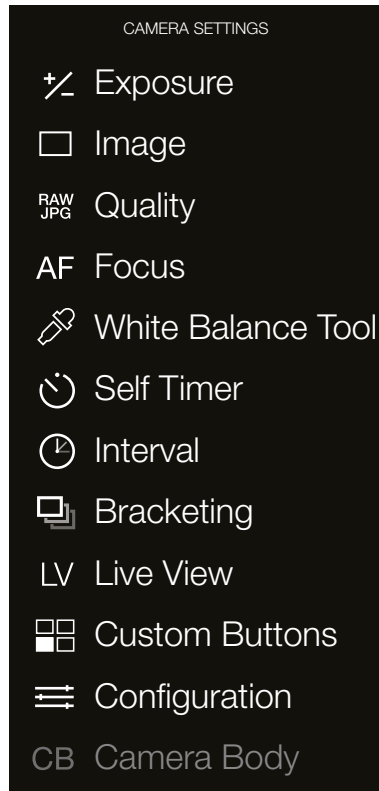 CAMERA SETTINGS
Exposure
Image
RAW
JPG Quality
AF Focus
White Balance Tool
Self Timer
Interval
Bracketing
LV Live View
Custom Buttons
Configuration
CB Camera Body